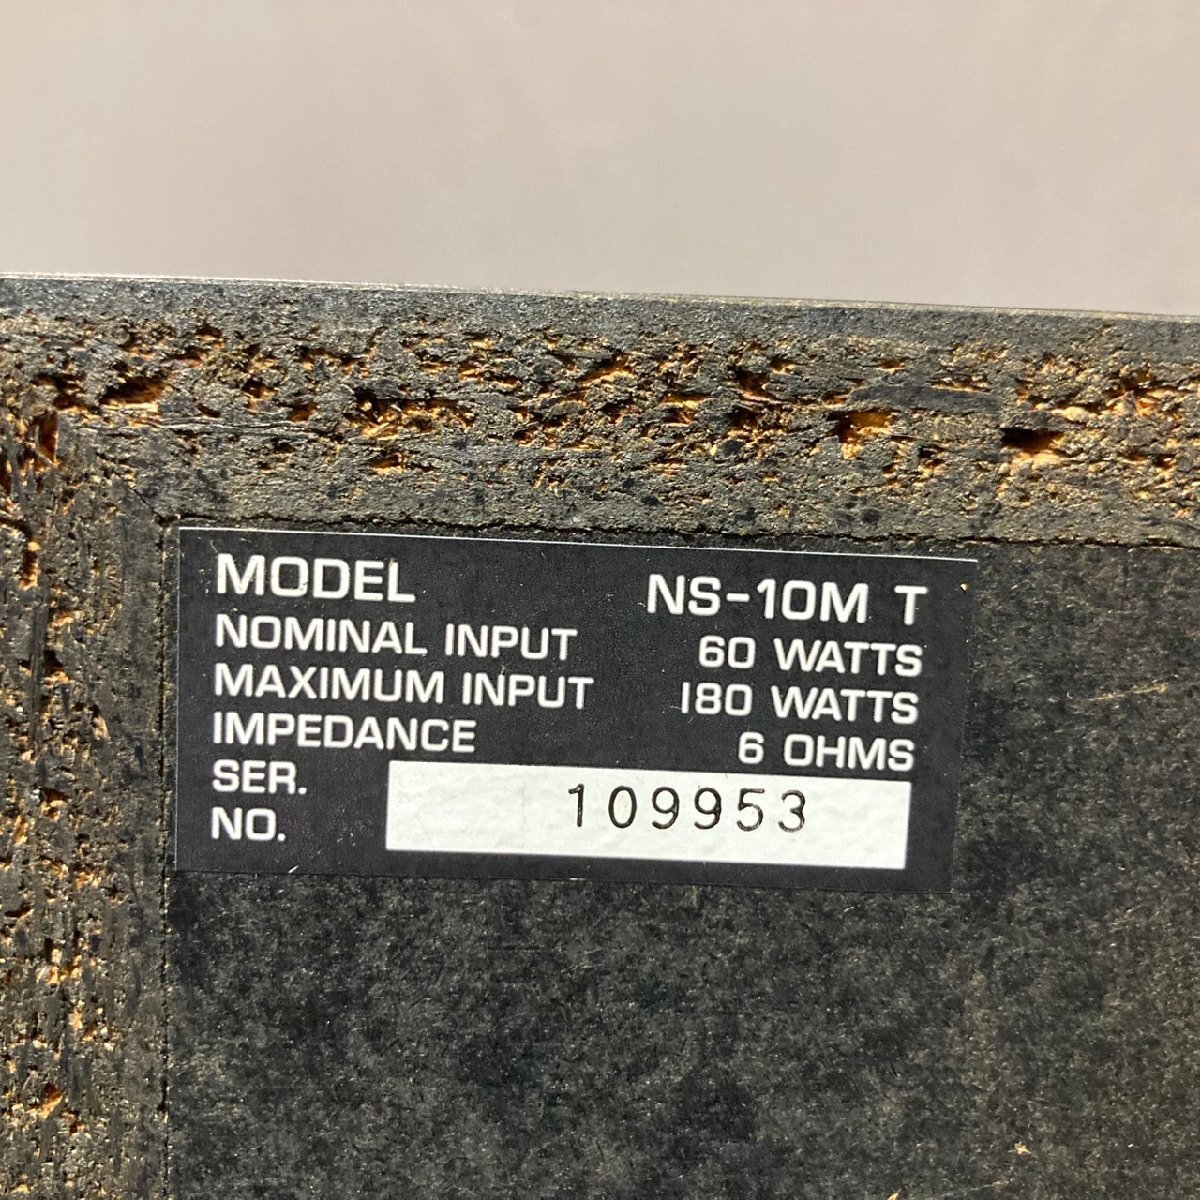 MODEL NS-10M T
NOMINAL INPUT 60 WATTS
MAXIMUM INPUT 180 WATTS
IMPEDANCE 6 OHMS
SER.
NO. 109953